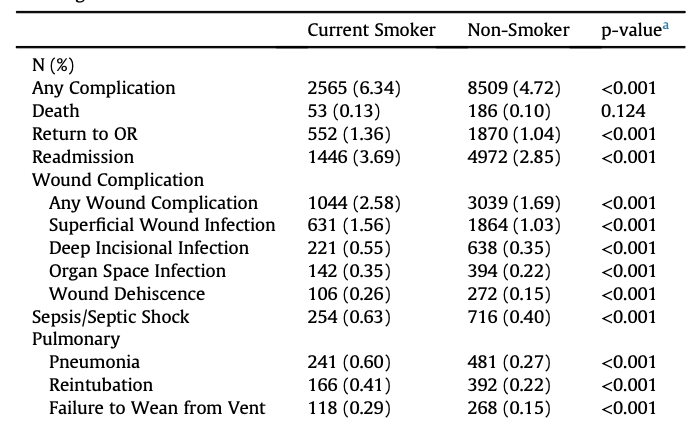 Current Smoker Non-Smoker p-valueᵃ
N (%)
Any Complication 2565 (6.34) 8509 (4.72) <0.001
Death 53 (0.13) 186 (0.10) 0.124
Return to OR 552 (1.36) 1870 (1.04) <0.001
Readmission 1446 (3.69) 4972 (2.85) <0.001
Wound Complication
Any Wound Complication 1044 (2.58) 3039 (1.69) <0.001
Superficial Wound Infection 631 (1.56) 1864 (1.03) <0.001
Deep Incisional Infection 221 (0.55) 638 (0.35) <0.001
Organ Space Infection 142 (0.35) 394 (0.22) <0.001
Wound Dehiscence 106 (0.26) 272 (0.15) <0.001
Sepsis/Septic Shock 254 (0.63) 716 (0.40) <0.001
Pulmonary
Pneumonia 241 (0.60) 481 (0.27) <0.001
Reintubation 166 (0.41) 392 (0.22) <0.001
Failure to Wean from Vent 118 (0.29) 268 (0.15) <0.001